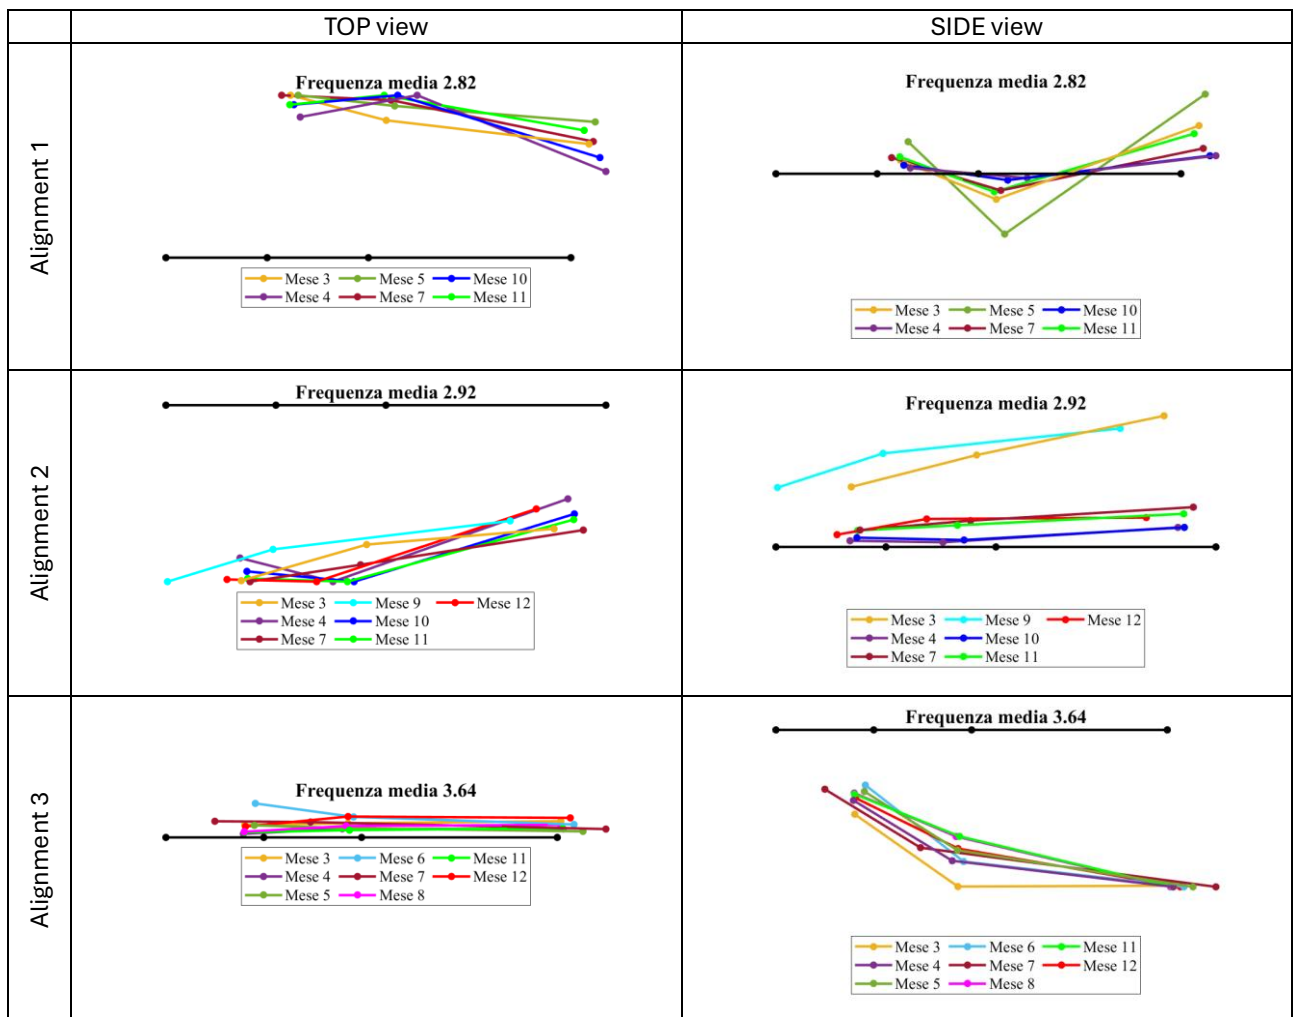 TOP view
SIDE view
Alignment 1
Frequenza media 2.82
Mese 3 Mese 5 Mese 10
Mese 4 Mese 7 Mese 11
Frequenza media 2.82
Mese 3 Mese 5 Mese 10
Mese 4 Mese 7 Mese 11
Alignment 2
Frequenza media 2.92
Mese 3 Mese 9 Mese 12
Mese 4 Mese 10
Mese 7 Mese 11
Frequenza media 2.92
Mese 3 Mese 9 Mese 12
Mese 4 Mese 10
Mese 7 Mese 11
Alignment 3
Frequenza media 3.64
Mese 3 Mese 6 Mese 11
Mese 4 Mese 7 Mese 12
Mese 5 Mese 8
Frequenza media 3.64
Mese 3 Mese 6 Mese 11
Mese 4 Mese 7 Mese 12
Mese 5 Mese 8